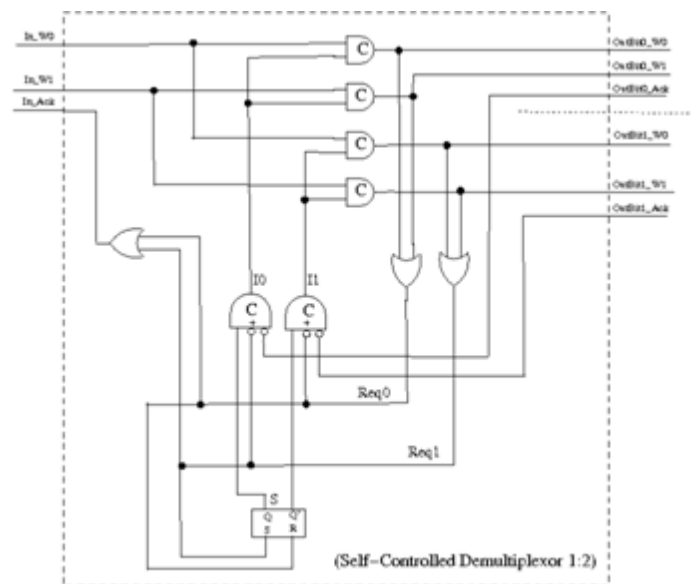 In_W0
In_W1
In_Ack
OutBit0_W0
OutBit0_W1
OutBit0_Ack
OutBit1_W0
OutBit1_W1
OutBit1_Ack
C
C
C
C
I0
I1
C
+
C
+
Req0
Req1
S
Q
Q'
S
R
(Self-Controlled Demultiplexor 1:2)